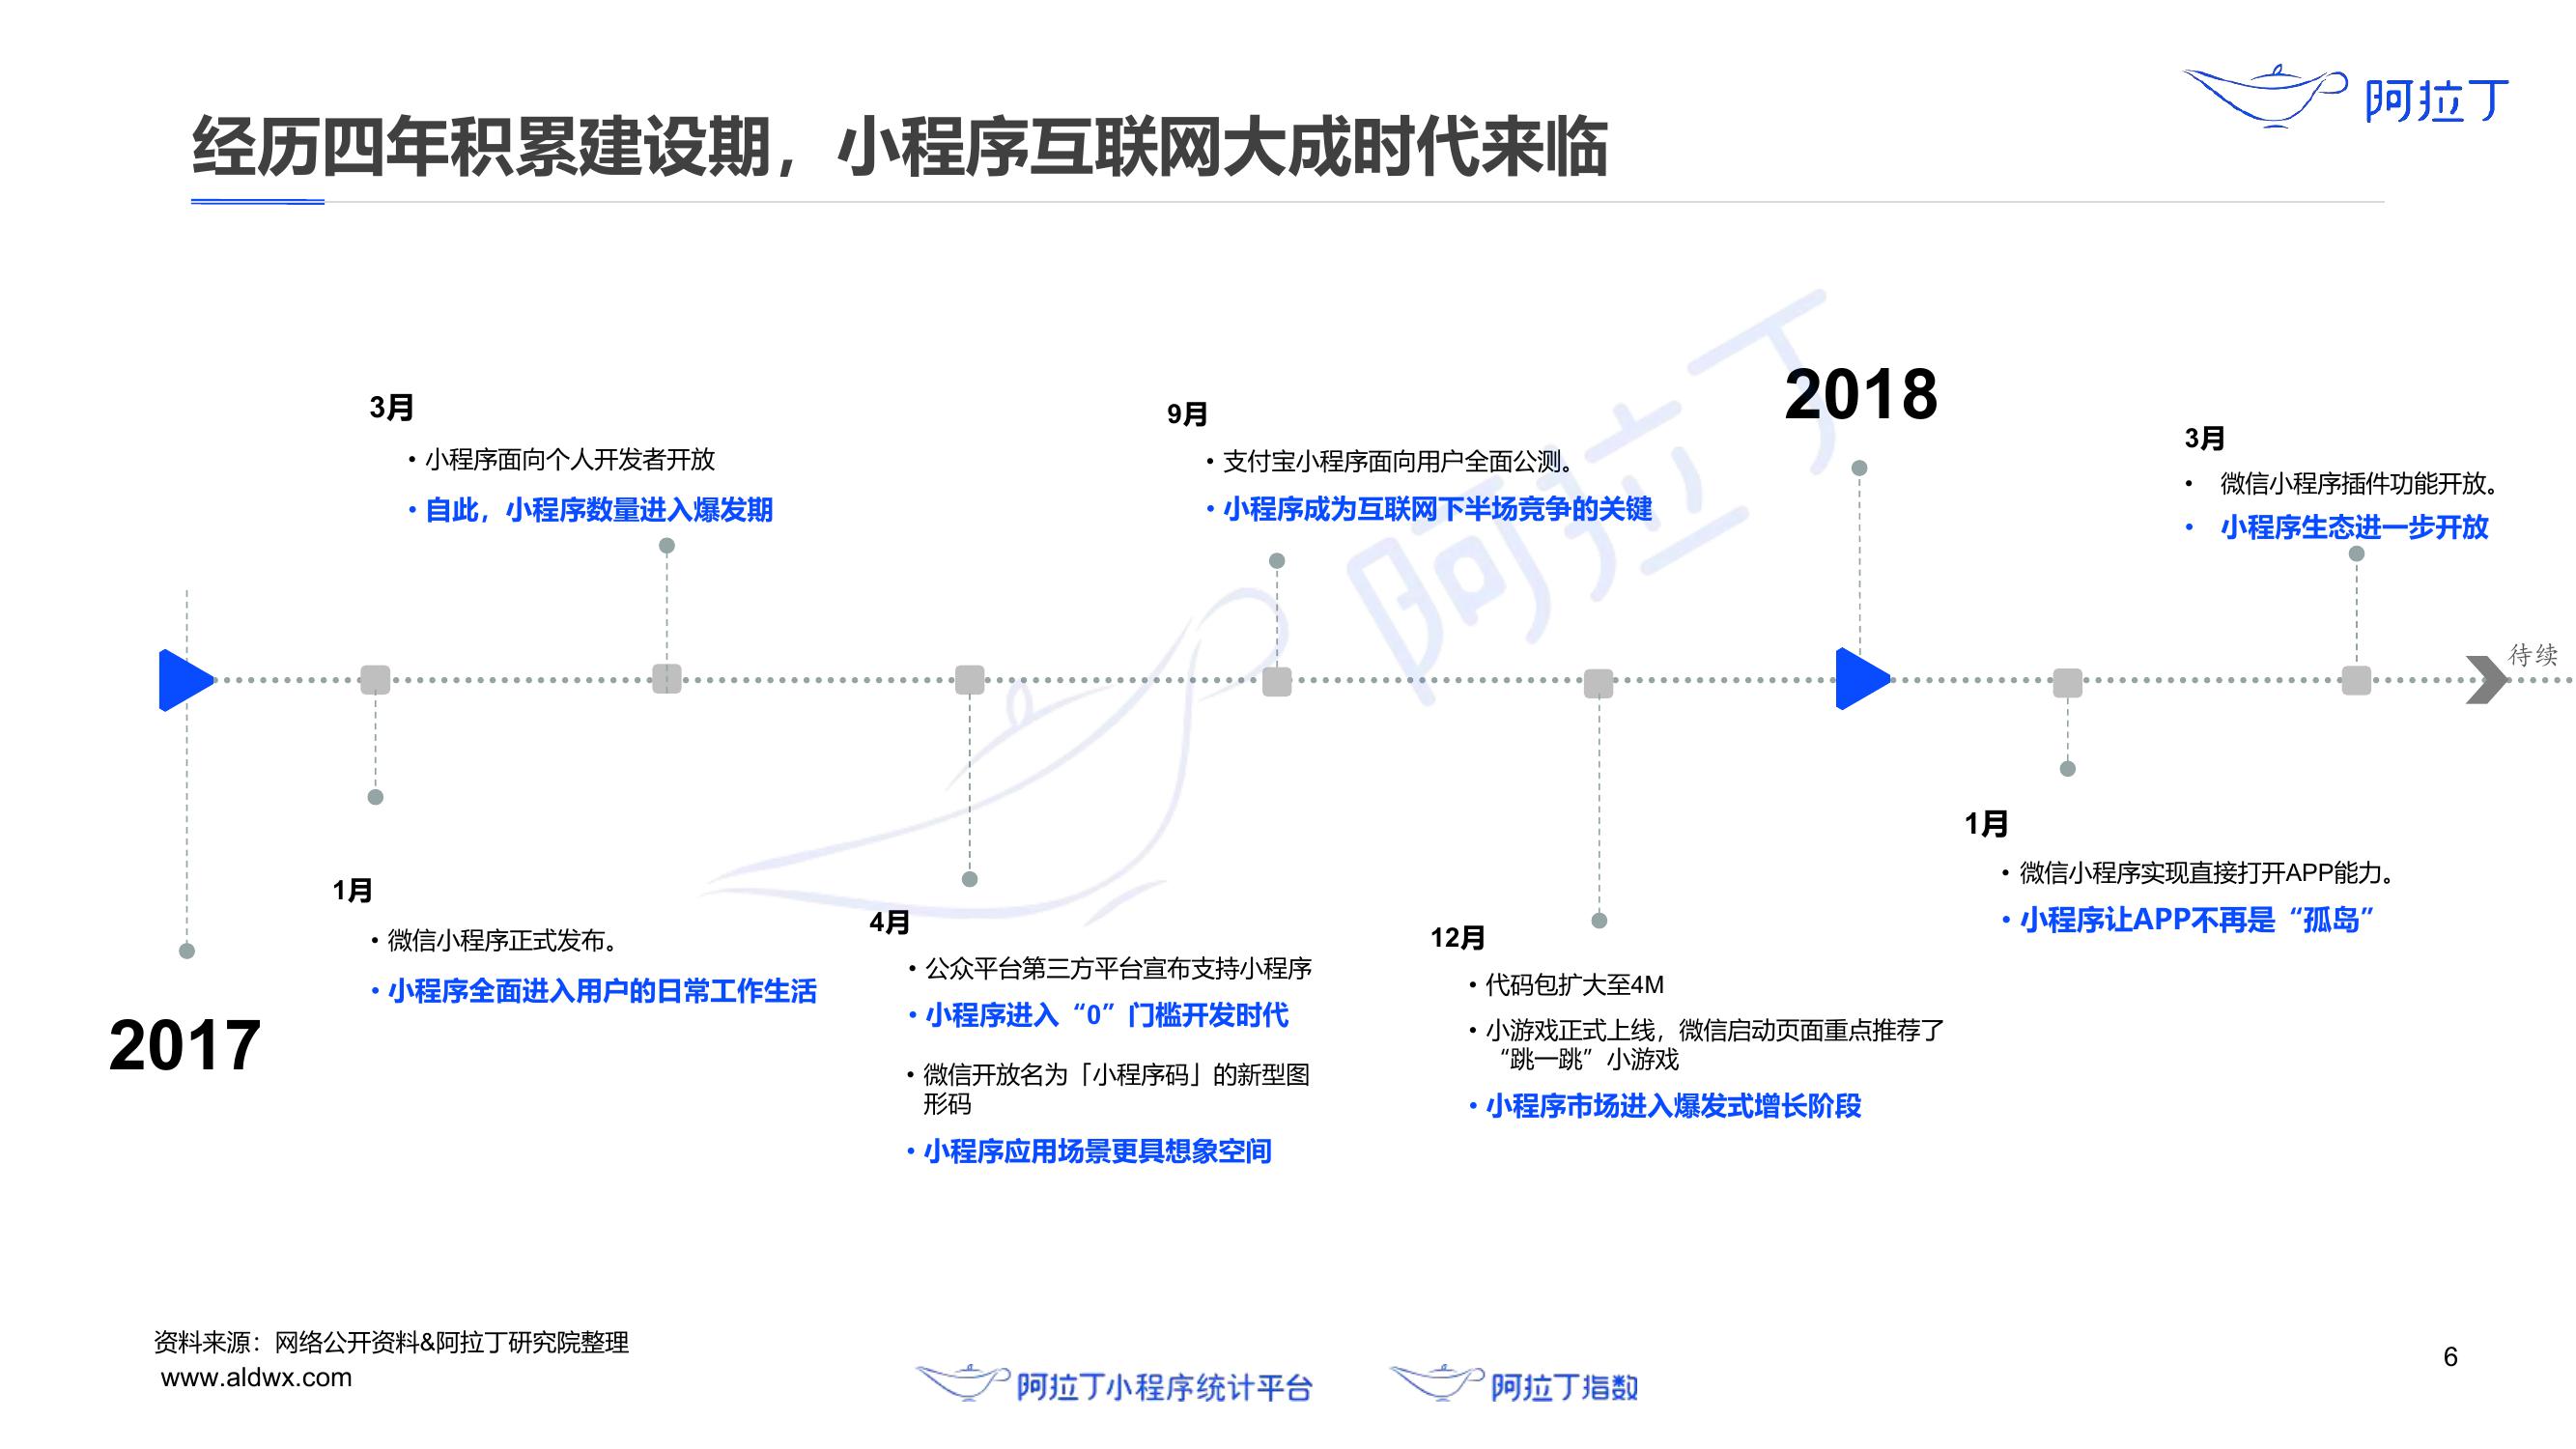 阿拉丁
经历四年积累建设期，小程序互联网大成时代来临
3月
• 小程序面向个人开发者开放
• 自此，小程序数量进入爆发期
9月
• 支付宝小程序面向用户全面公测。
• 小程序成为互联网下半场竞争的关键
2018
3月
• 微信小程序插件功能开放。
• 小程序生态进一步开放
阿拉丁
待续
1月
• 微信小程序正式发布。
• 小程序全面进入用户的日常工作生活
2017
4月
• 公众平台第三方平台宣布支持小程序
• 小程序进入“0”门槛开发时代
• 微信开放名为「小程序码」的新型图
形码
• 小程序应用场景更具想象空间
12月
• 代码包扩大至4M
• 小游戏正式上线，微信启动页面重点推荐了
“跳一跳”小游戏
• 小程序市场进入爆发式增长阶段
1月
• 微信小程序实现直接打开APP能力。
• 小程序让APP不再是“孤岛”
资料来源：网络公开资料&阿拉丁研究院整理
www.aldwx.com
阿拉丁小程序统计平台
阿拉丁指数
6